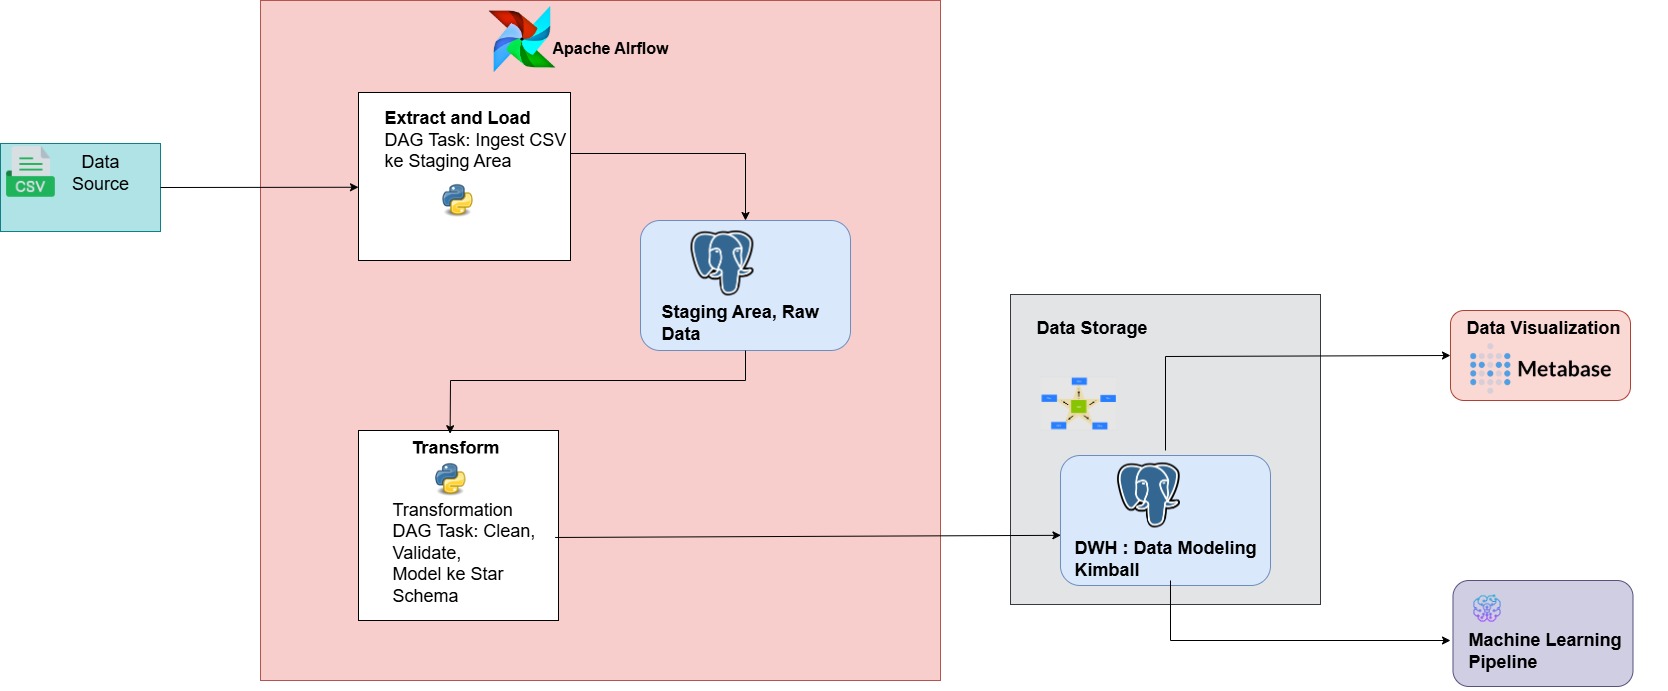 Apache AIrflow
Extract and Load
DAG Task: Ingest CSV
ke Staging Area
Data
Source
CSV
Staging Area, Raw
Data
Transform
Transformation
DAG Task: Clean,
Validate,
Model ke Star
Schema
Data Storage
DWH : Data Modeling
Kimball
Data Visualization
Metabase
Machine Learning
Pipeline